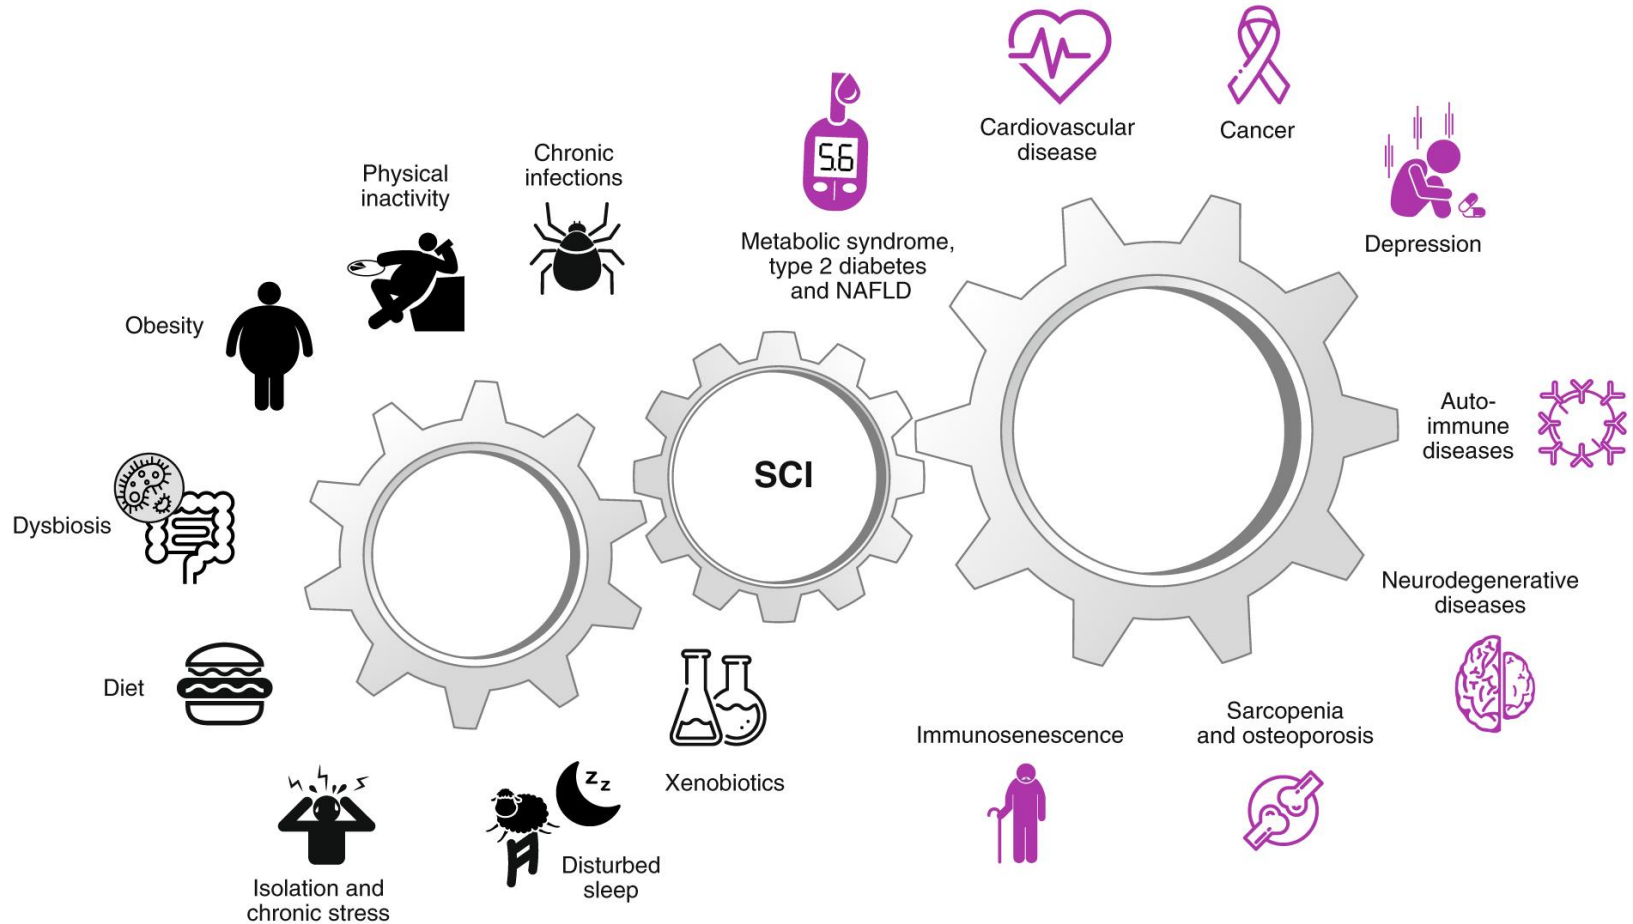 Chronic
infections
Physical
inactivity
Obesity
Dysbiosis
Diet
Isolation and
chronic stress
Disturbed
sleep
z z
Xenobiotics
SCI
5.6
Metabolic syndrome,
type 2 diabetes
and NAFLD
Cardiovascular
disease
Cancer
Depression
Auto-
immune
diseases
Neurodegenerative
diseases
Sarcopenia
and osteoporosis
Immunosenescence